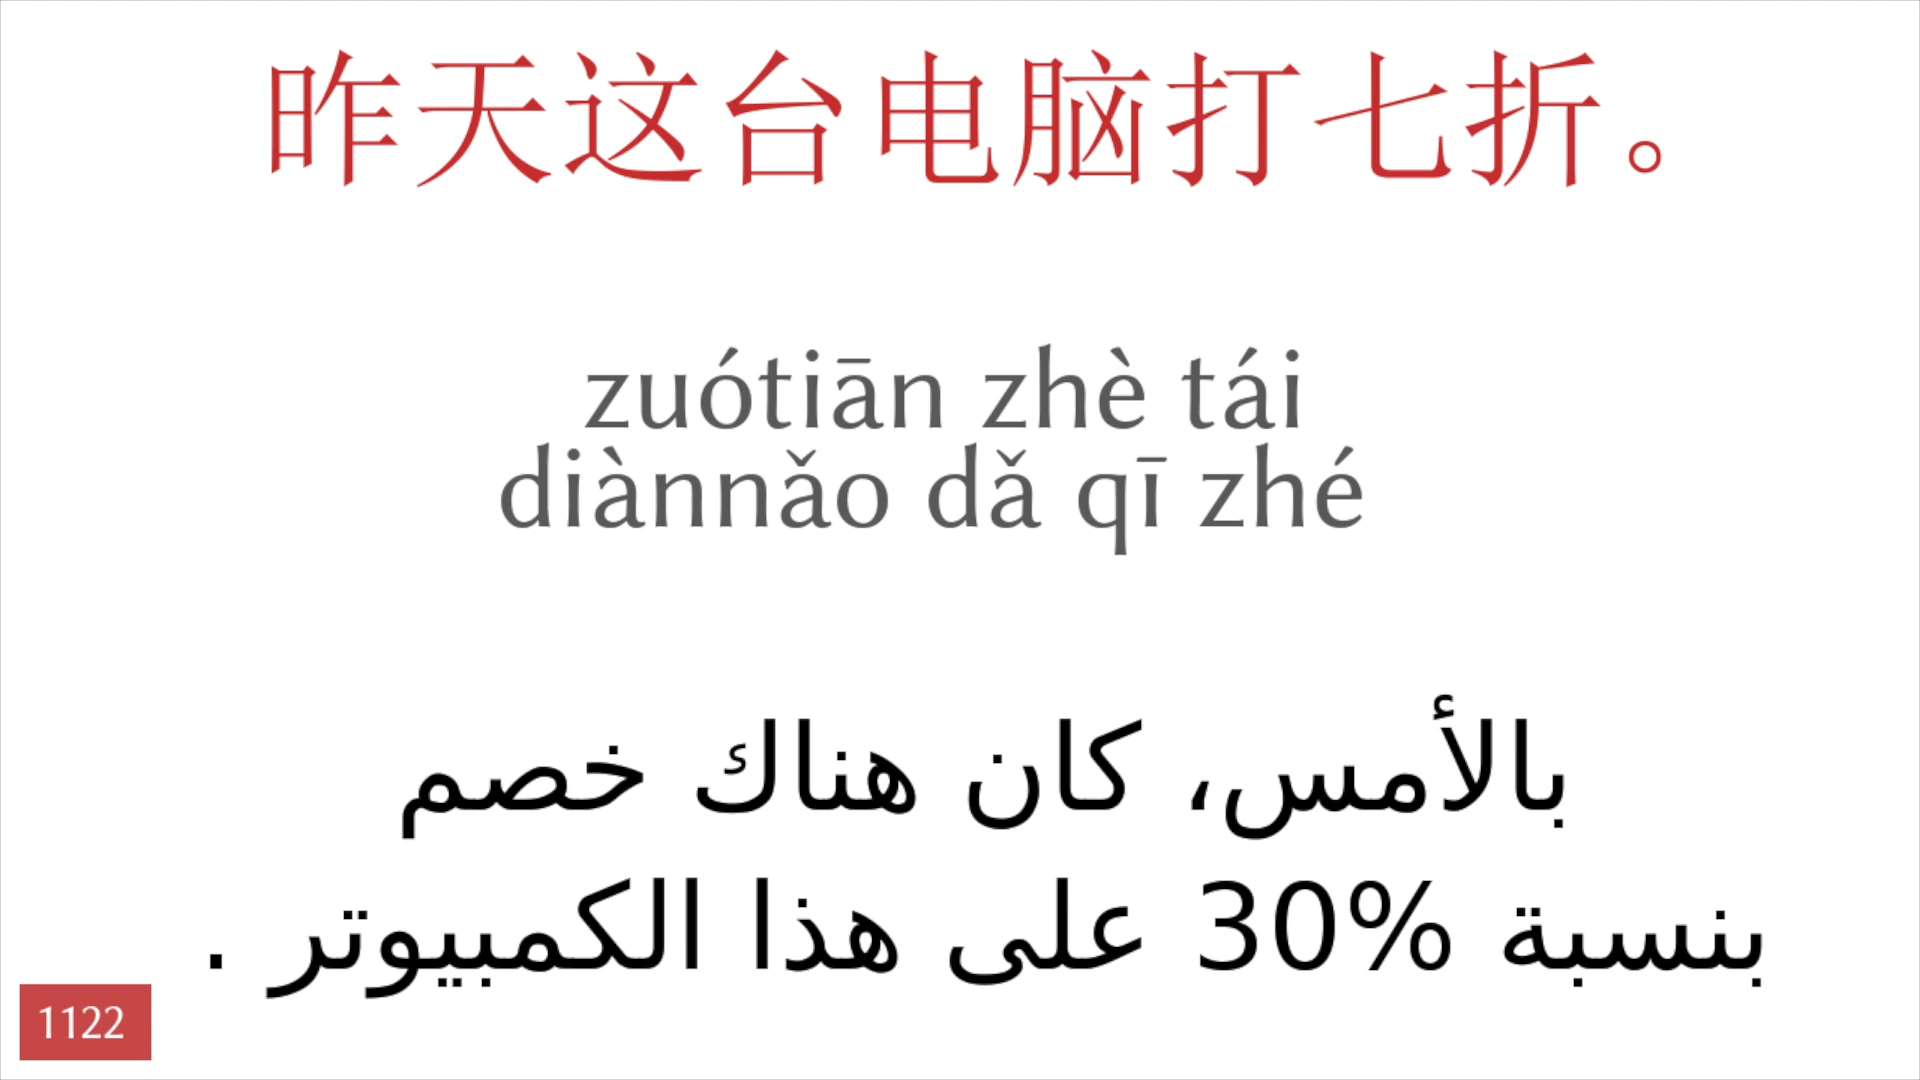 昨天这台电脑打七折。
zuótiān zhè tái
diànnǎo dǎ qī zhé
بالأمس، كان هناك خصم
بنسبة 30% على هذا الكمبيوتر .
1122